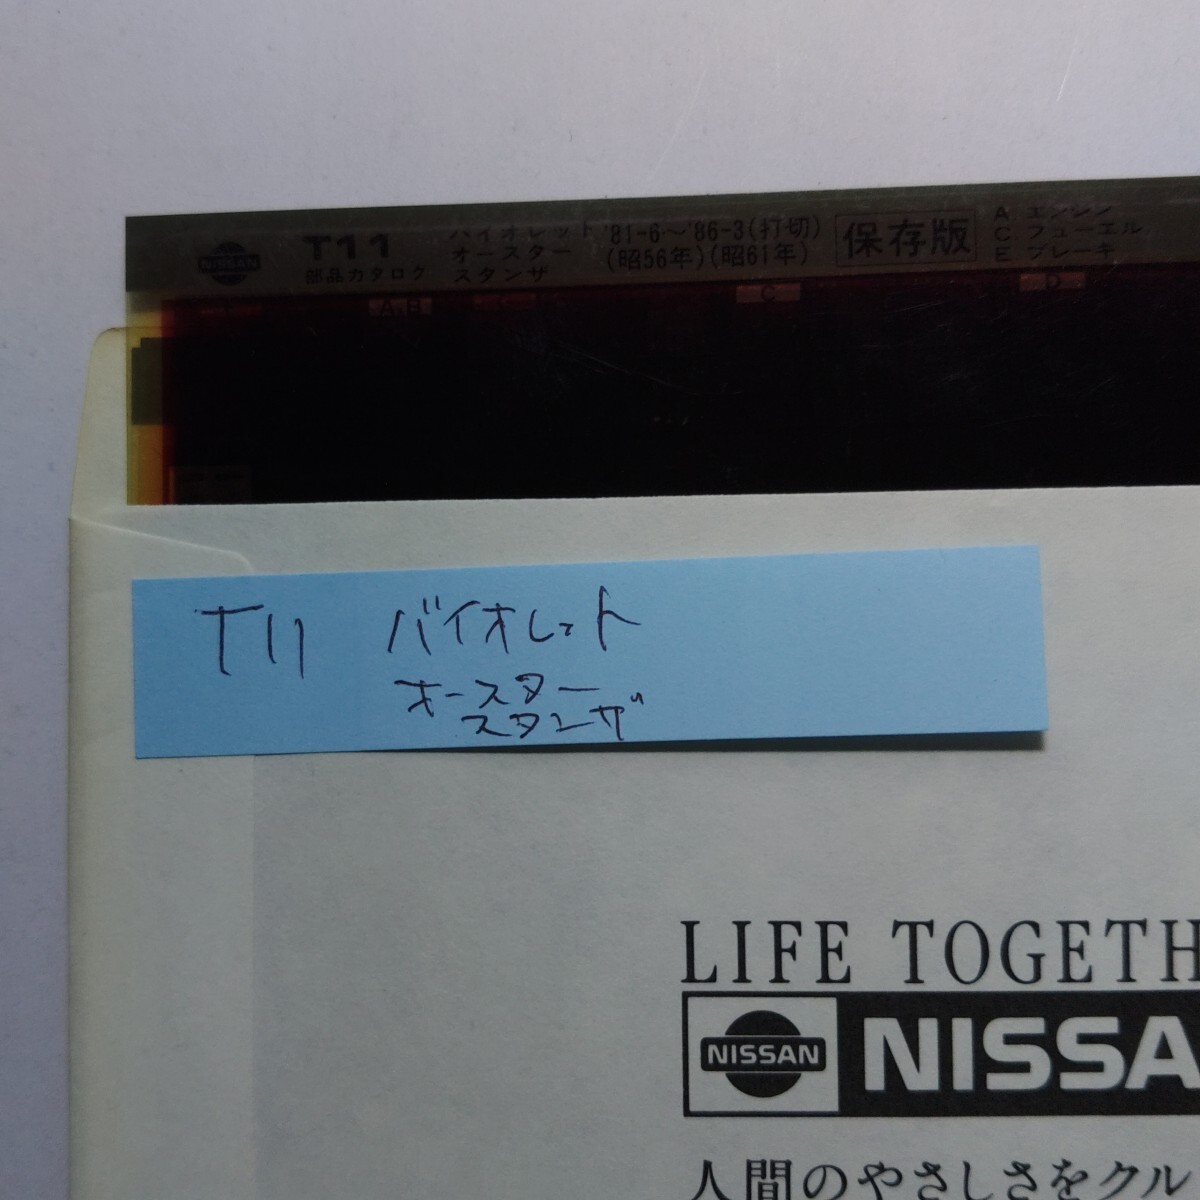 T11 バイオレット '81-6〜'86-3(打切) 保存版 A エンジン
部品カタログ オースター (昭56年)(昭61年) C フューエル
スタンザ E ブレーキ
A B C D
T11 バイオレット
オースター
スタンザ
LIFE TOGETH
NISSAN NISSA
人間のやさしさをクル